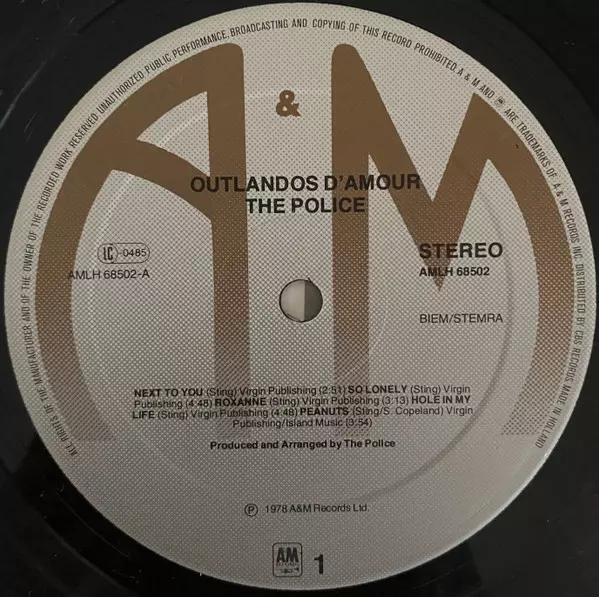 ALL RIGHTS OF THE MANUFACTURER AND OF THE OWNER OF THE RECORDED WORK RESERVED. UNAUTHORIZED PUBLIC PERFORMANCE, BROADCASTING AND COPYING OF THIS RECORD PROHIBITED. A & M AND AM ARE TRADEMARKS OF A & M RECORDS INC. DISTRIBUTED BY CBS RECORDS MADE IN HOLLAND
A & M
OUTLANDOS D'AMOUR
THE POLICE
LC-0485
AMLH 68502-A
STEREO
AMLH 68502
BIEM/STEMRA
NEXT TO YOU (Sting) Virgin Publishing (2:51) SO LONELY (Sting) Virgin
Publishing (4:48) ROXANNE (Sting) Virgin Publishing (3:13) HOLE IN MY
LIFE (Sting) Virgin Publishing (4:48) PEANUTS (Sting/S. Copeland) Virgin
Publishing/Island Music (3:54)
Produced and Arranged by The Police
℗ 1978 A&M Records Ltd.
AM
1